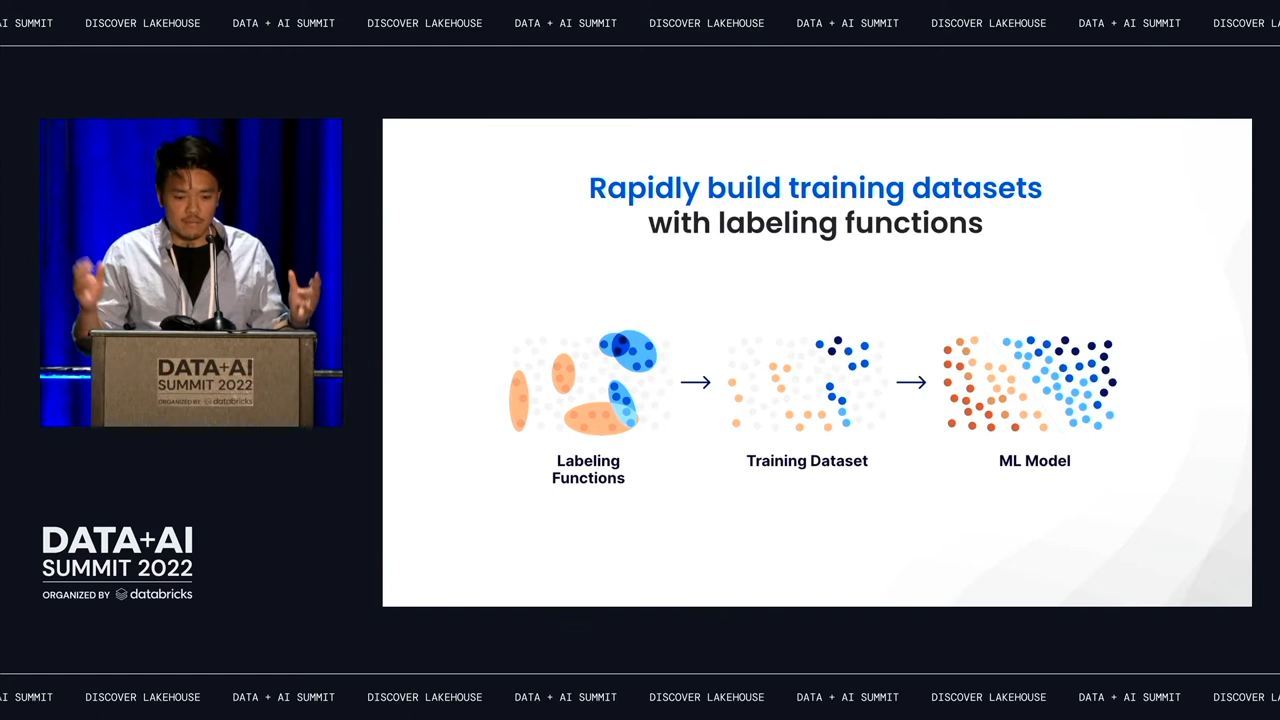 AI SUMMIT DISCOVER LAKEHOUSE DATA + AI SUMMIT DISCOVER LAKEHOUSE DATA + AI SUMMIT DISCOVER LAKEHOUSE DATA + AI SUMMIT DISCOVER LAKEHOUSE DATA + AI SUMMIT DISCOVER
Rapidly build training datasets
with labeling functions
Labeling
Functions
Training Dataset
ML Model
DATA+AI
SUMMIT 2022
ORGANIZED BY databricks
DATA+AI
SUMMIT 2022
ORGANIZED BY databricks
AI SUMMIT DISCOVER LAKEHOUSE DATA + AI SUMMIT DISCOVER LAKEHOUSE DATA + AI SUMMIT DISCOVER LAKEHOUSE DATA + AI SUMMIT DISCOVER LAKEHOUSE DATA + AI SUMMIT DISCOVER